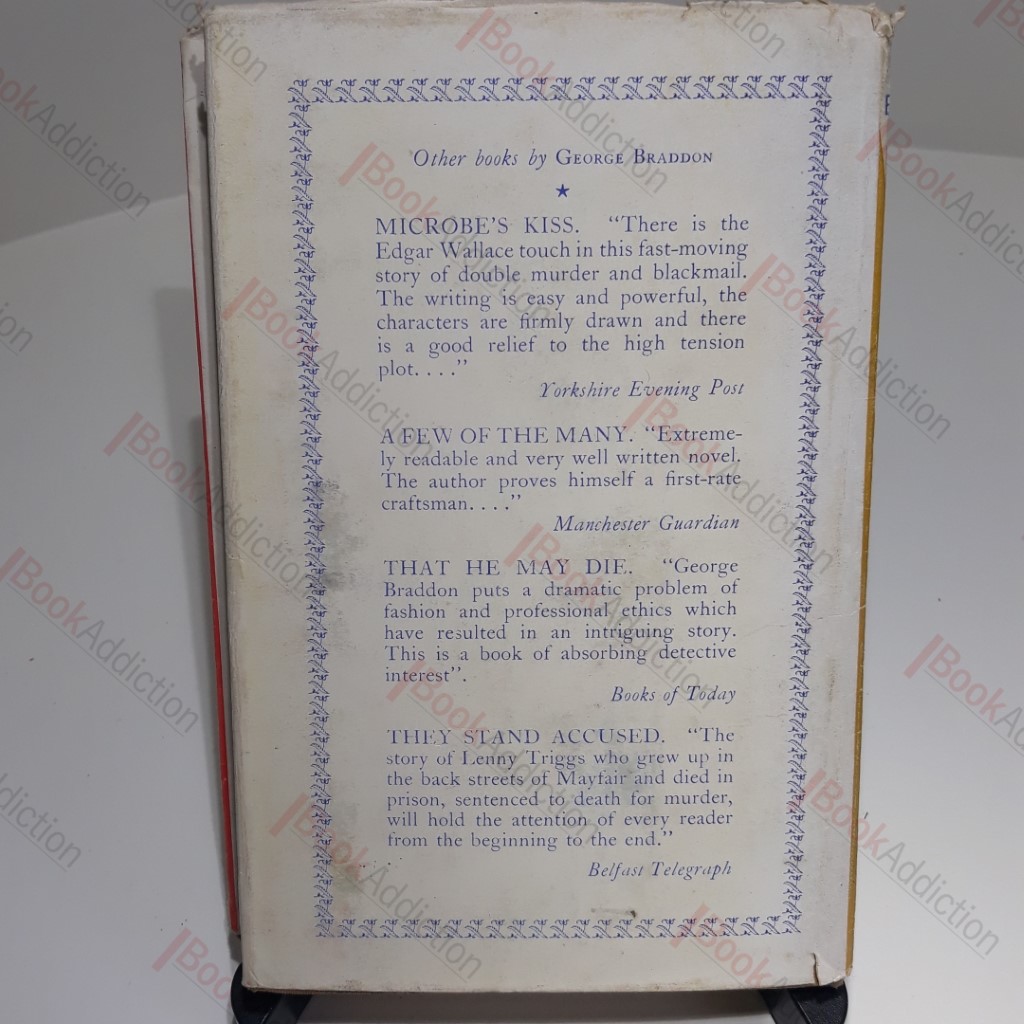 Other books by GEORGE BRADDON
★
MICROBE'S KISS. "There is the
Edgar Wallace touch in this fast-moving
story of double murder and blackmail.
The writing is easy and powerful, the
characters are firmly drawn and there
is a good relief to the high tension
plot. . . ."
Yorkshire Evening Post
A FEW OF THE MANY. "Extreme-
ly readable and very well written novel.
The author proves himself a first-rate
craftsman. . . ."
Manchester Guardian
THAT HE MAY DIE. "George
Braddon puts a dramatic problem of
fashion and professional ethics which
have resulted in an intriguing story.
This is a book of absorbing detective
interest".
Books of Today
THEY STAND ACCUSED. "The
story of Lenny Triggs who grew up in
the back streets of Mayfair and died in
prison, sentenced to death for murder,
will hold the attention of every reader
from the beginning to the end."
Belfast Telegraph
BookAddiction